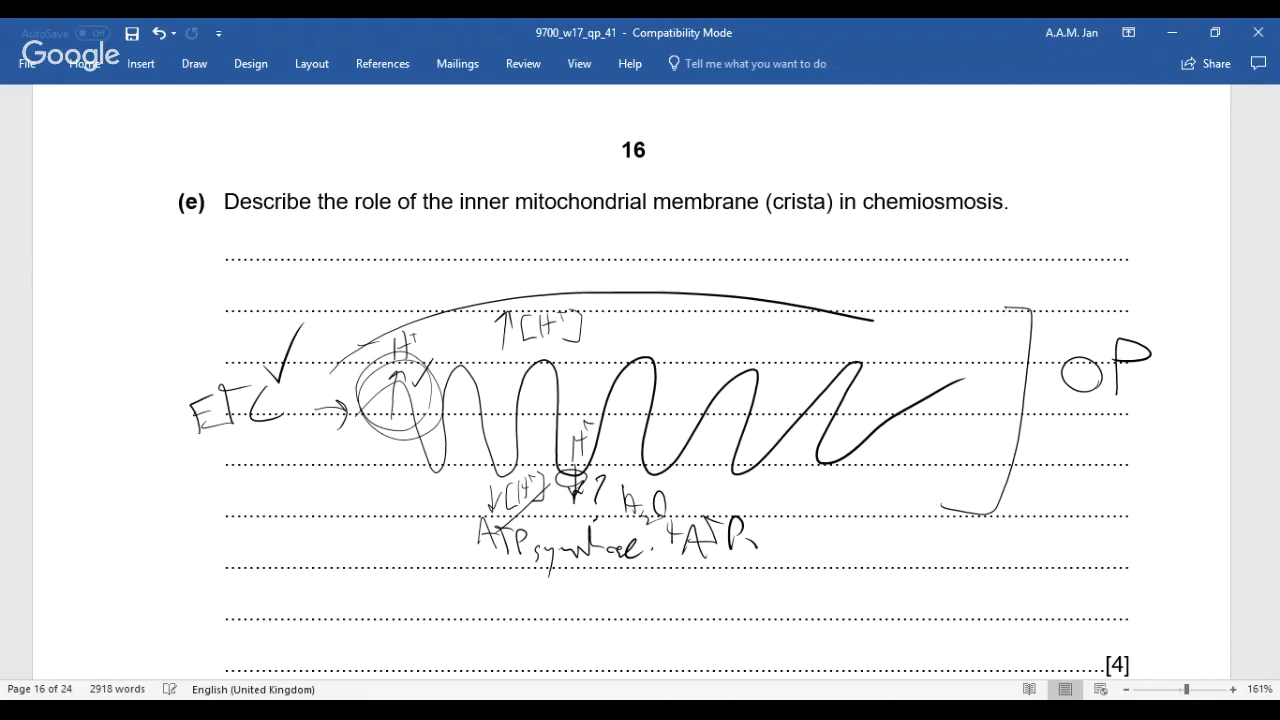 AutoSave Off 9700_w17_qp_41 - Compatibility Mode A.A.M. Jan
Google
File Home Insert Draw Design Layout References Mailings Review View Help Tell me what you want to do Share
16
(e) Describe the role of the inner mitochondrial membrane (crista) in chemiosmosis.
↑[H+]
H+
OP
ETC
H+
↓[H+] ?
H2O
ATP synthase. + ATP
[4]
Page 16 of 24 2918 words English (United Kingdom) 161%